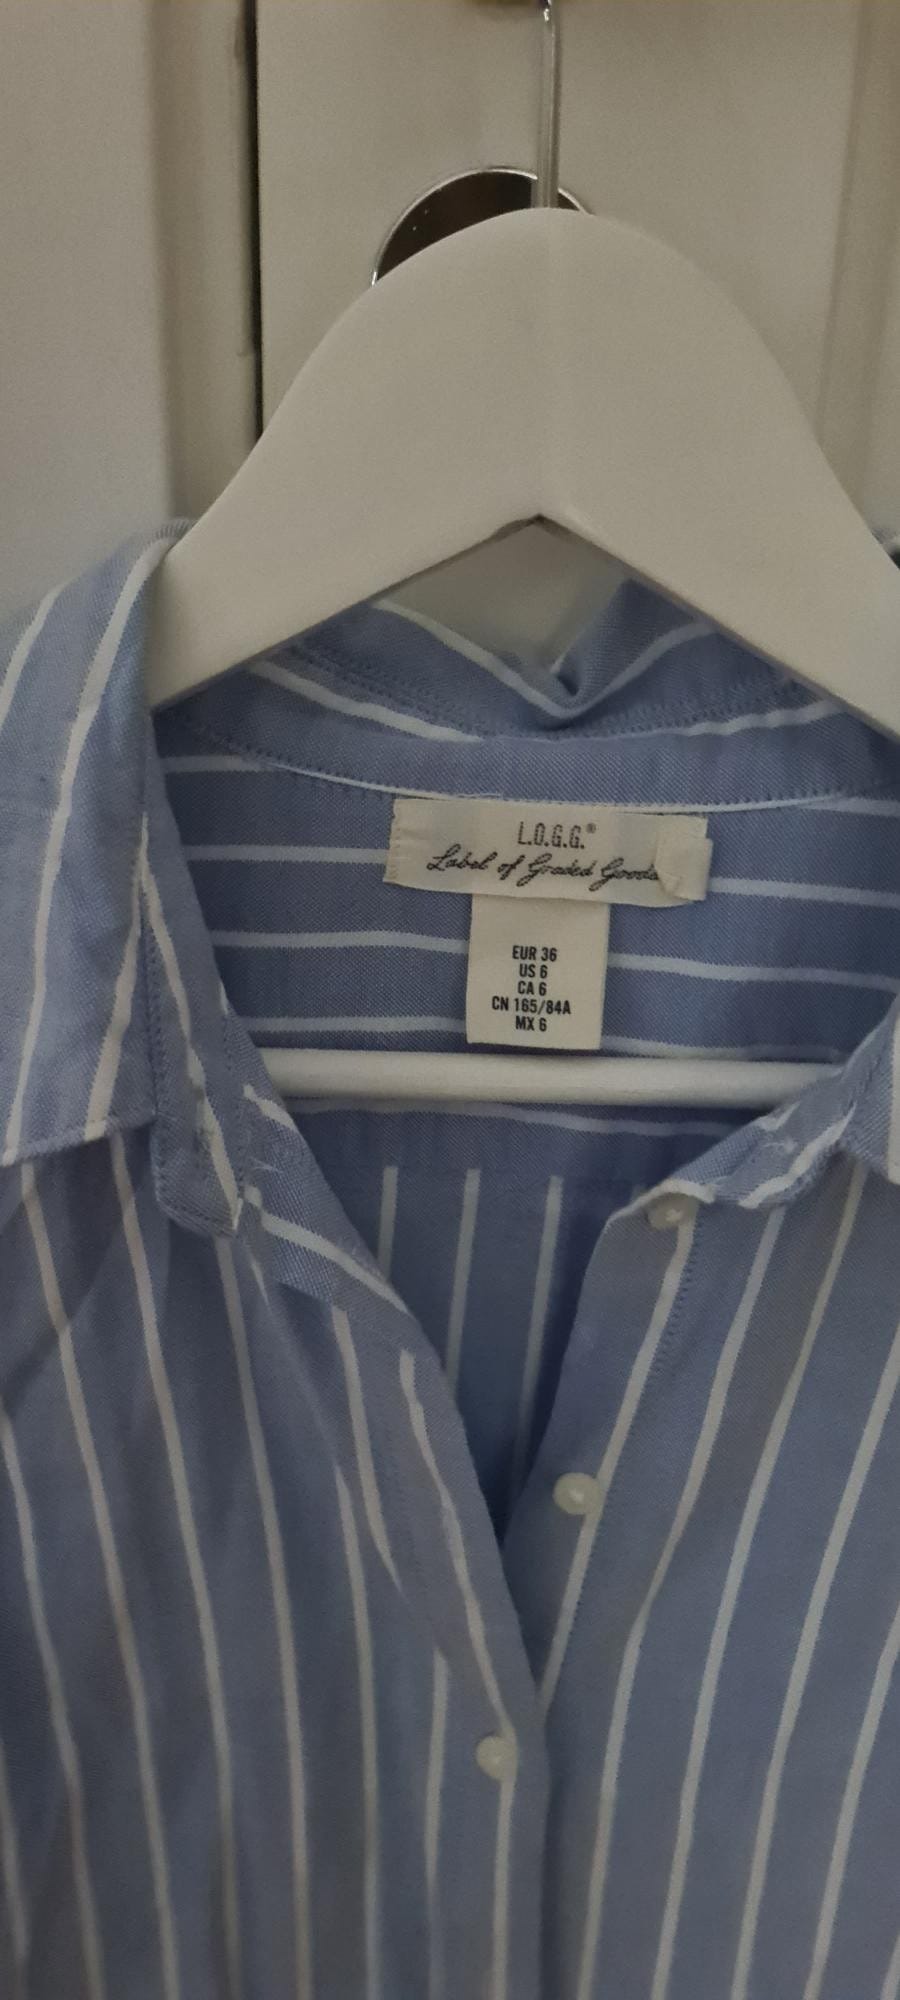 L.O.G.G.®
Label of Graded Goods
EUR 36
US 6
CA 6
CN 165/84A
MX 6